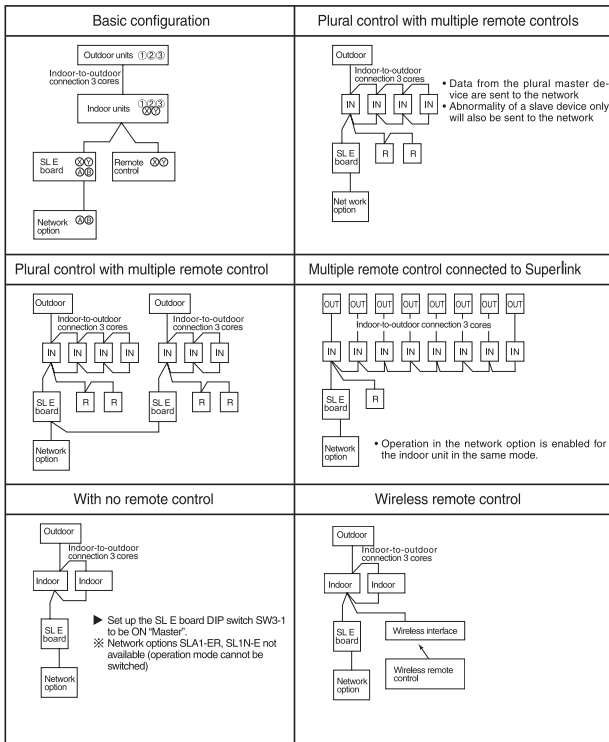 Basic configuration
Outdoor units ①②③
Indoor-to-outdoor
connection 3 cores
Indoor units ①②③
ⓍⓎ
SL E
board
ⓍⓎ
ⒶⒷ
Remote
control
ⓍⓎ
Network
option
ⒶⒷ
Plural control with multiple remote controls
Outdoor
Indoor-to-outdoor
connection 3 cores
IN IN IN IN
SL E
board
R R
Net work
option
• Data from the plural master de-
vice are sent to the network
• Abnormality of a slave device only
will also be sent to the network
Plural control with multiple remote control
Outdoor
Indoor-to-outdoor
connection 3 cores
IN IN IN IN
SL E
board
R R
Network
option
Outdoor
Indoor-to-outdoor
connection 3 cores
IN IN IN IN
SL E
board
R R
Multiple remote control connected to Superlink
OUT OUT OUT OUT OUT OUT OUT OUT
Indoor-to-outdoor connection 3 cores
IN IN IN IN IN IN IN IN
SL E
board
R
Network
option
• Operation in the network option is enabled for
the indoor unit in the same mode.
With no remote control
Outdoor
Indoor-to-outdoor
connection 3 cores
Indoor Indoor
SL E
board
Network
option
▶ Set up the SL E board DIP switch SW3-1
to be ON "Master".
※ Network options SLA1-ER, SL1N-E not
available (operation mode cannot be
switched)
Wireless remote control
Outdoor
Indoor-to-outdoor
connection 3 cores
Indoor Indoor
SL E
board
Wireless interface
Network
option
Wireless remote
control